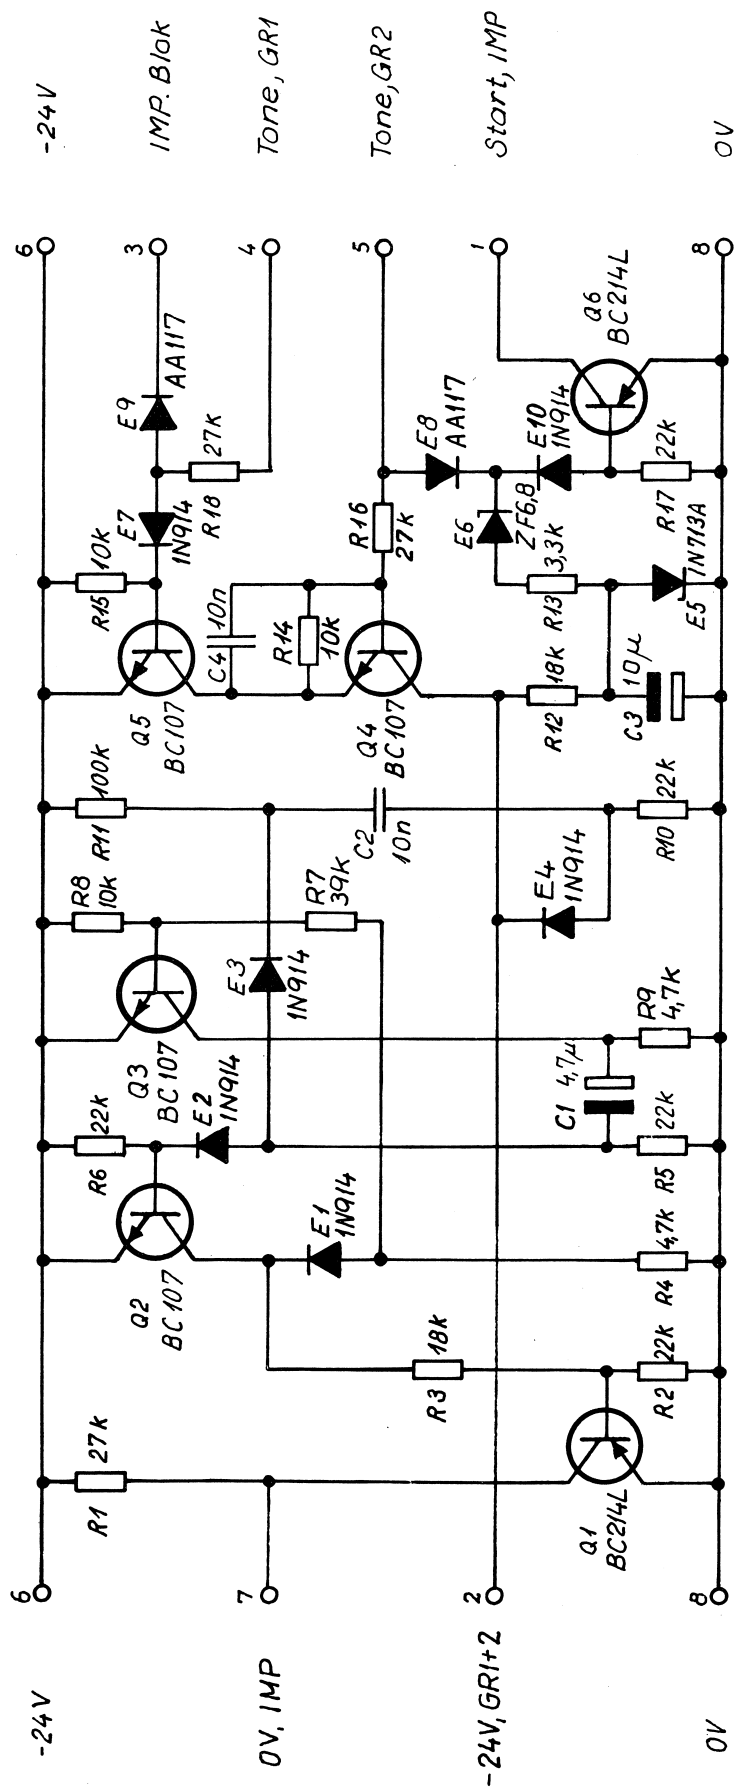 -24V
IMP. Blok
Tone, GR1
Tone, GR2
Start, IMP
0V
6
3
4
5
1
8
E9
AA117
E7
1N914
27k
R18
R15
10k
Q5
BC107
C4
10n
R14
10k
R16
27k
Q4
BC107
E8
AA117
E10
1N914
E6
ZF6,8
Q6
BC214L
R17
22k
R13
3,3k
E5
1N713A
R12
18k
C3
10µ
R11
100k
C2
10n
R10
22k
R8
10k
R7
39k
E4
1N914
Q3
BC107
E3
1N914
R9
4,7k
C1
4,7µ
R6
22k
E2
1N914
R5
22k
Q2
BC107
E1
1N914
R4
4,7k
R3
18k
R2
22k
R1
27k
Q1
BC214L
6
7
2
8
-24V
0V, IMP
-24V, GR1+2
0V